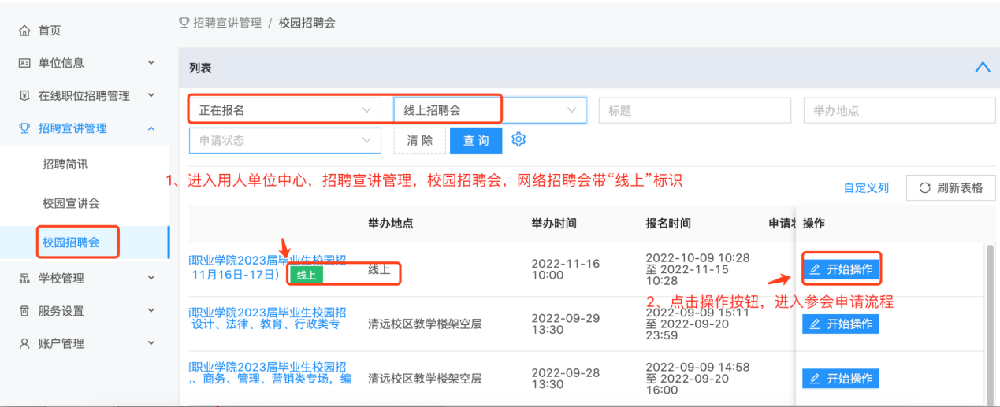 首页
单位信息
在线职位招聘管理
招聘宣讲管理
招聘简讯
校园宣讲会
校园招聘会
学校管理
服务设置
账户管理
招聘宣讲管理 / 校园招聘会
列表
正在报名 线上招聘会 标题 举办地点
申请状态 清除 查询
1、进入用人单位中心，招聘宣讲管理，校园招聘会，网络招聘会带“线上”标识
自定义列 刷新表格
举办地点 举办时间 报名时间 申请 操作
职业学院2023届毕业生校园招
11月16日-17日） 线上
线上
2022-11-16
10:00
2022-10-09 10:28
至 2022-11-15
10:28
开始操作
2、点击操作按钮，进入参会申请流程
职业学院2023届毕业生校园招
设计、法律、教育、行政类专
清远校区教学楼架空层
2022-09-29
13:30
2022-09-09 15:11
至 2022-09-20
23:59
开始操作
职业学院2023届毕业生校园招
、商务、管理、营销类专场，编
清远校区教学楼架空层
2022-09-28
13:30
2022-09-09 14:58
至 2022-09-20
16:00
开始操作